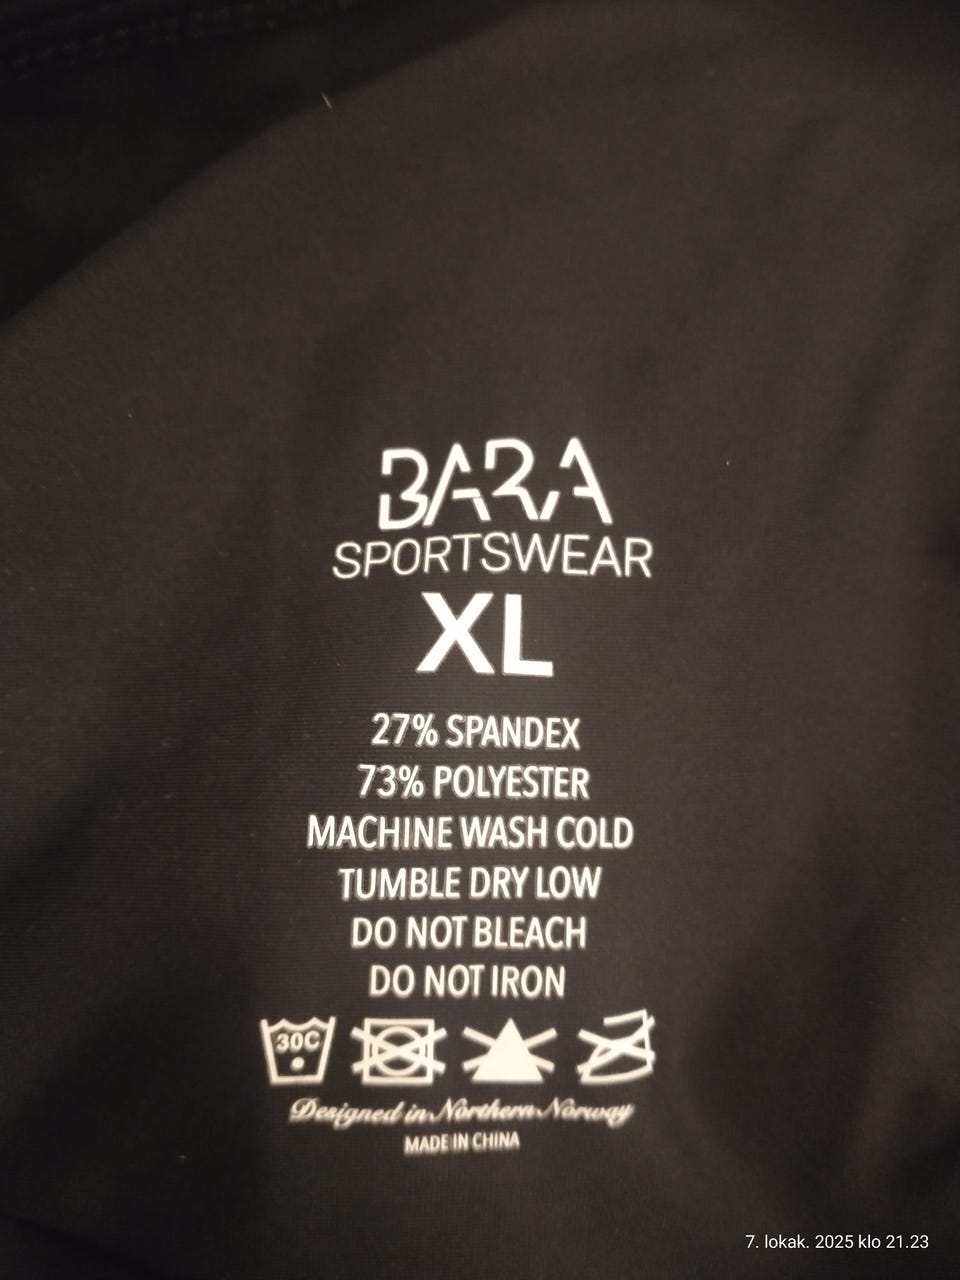 BARA
SPORTSWEAR
XL
27% SPANDEX
73% POLYESTER
MACHINE WASH COLD
TUMBLE DRY LOW
DO NOT BLEACH
DO NOT IRON
30C
Designed in Northern Norway
MADE IN CHINA
7. lokak. 2025 klo 21.23